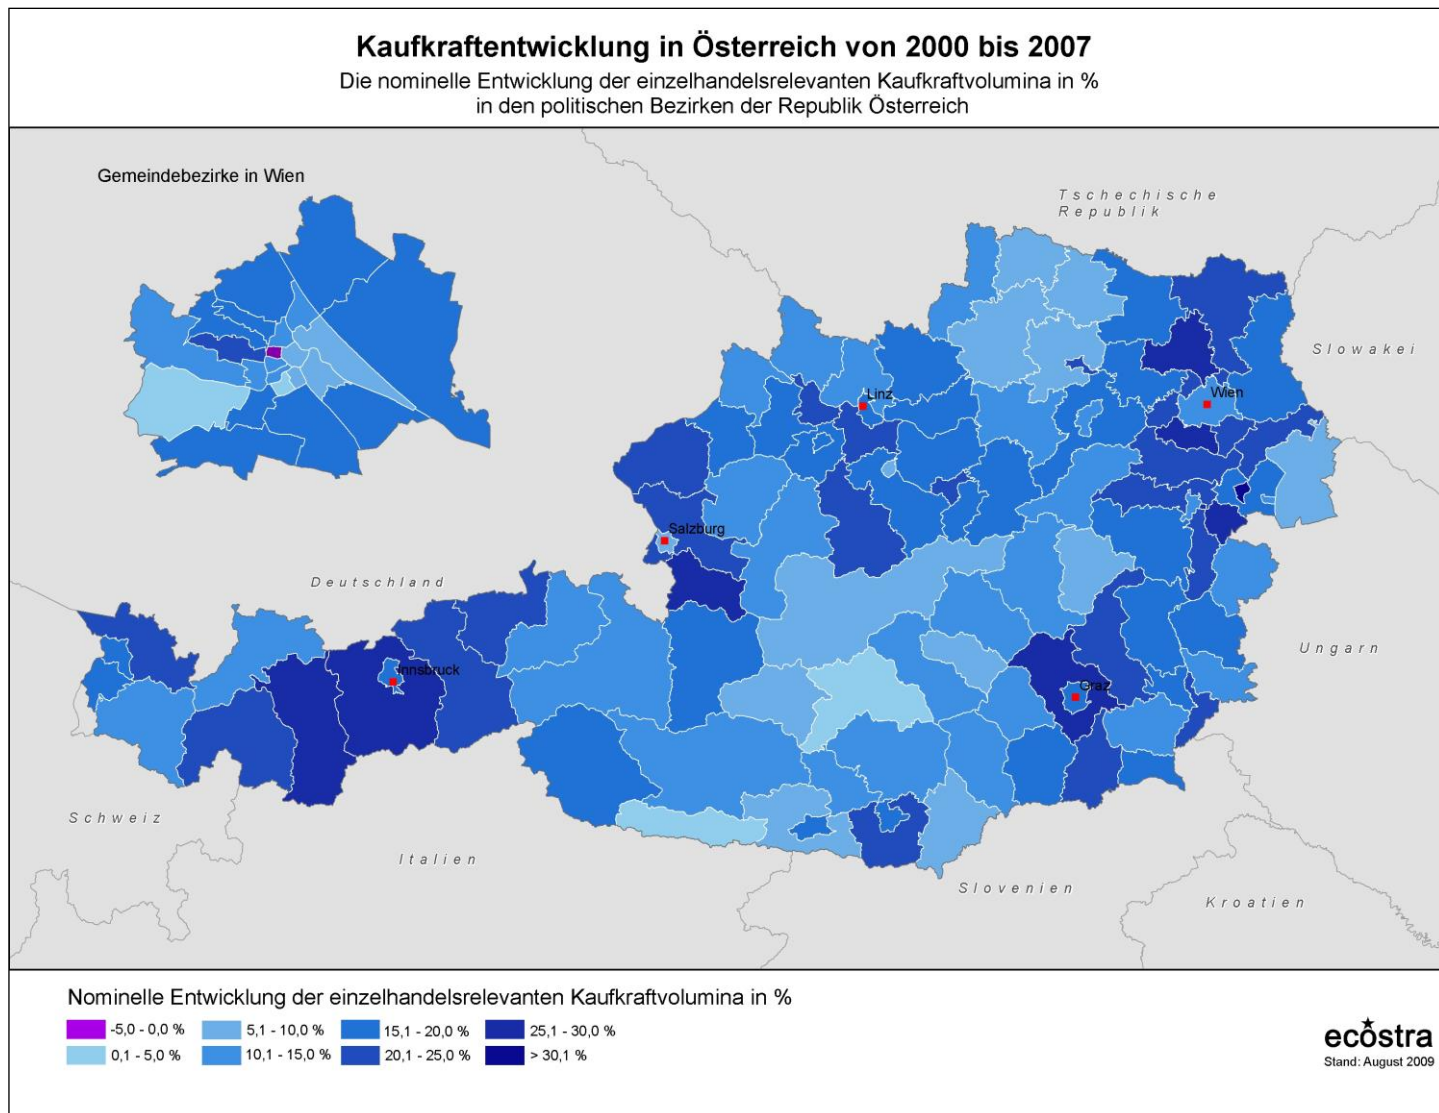 Kaufkraftentwicklung in Österreich von 2000 bis 2007
Die nominelle Entwicklung der einzelhandelsrelevanten Kaufkraftvolumina in %
in den politischen Bezirken der Republik Österreich
Gemeindebezirke in Wien
Tschechische
Republik
Slowakei
Linz
Wien
Salzburg
Deutschland
Ungarn
Innsbruck
Graz
Schweiz
Italien
Slovenien
Kroatien
Nominelle Entwicklung der einzelhandelsrelevanten Kaufkraftvolumina in %
-5,0 - 0,0 %
5,1 - 10,0 %
15,1 - 20,0 %
25,1 - 30,0 %
0,1 - 5,0 %
10,1 - 15,0 %
20,1 - 25,0 %
> 30,1 %
ecostra
Stand: August 2009